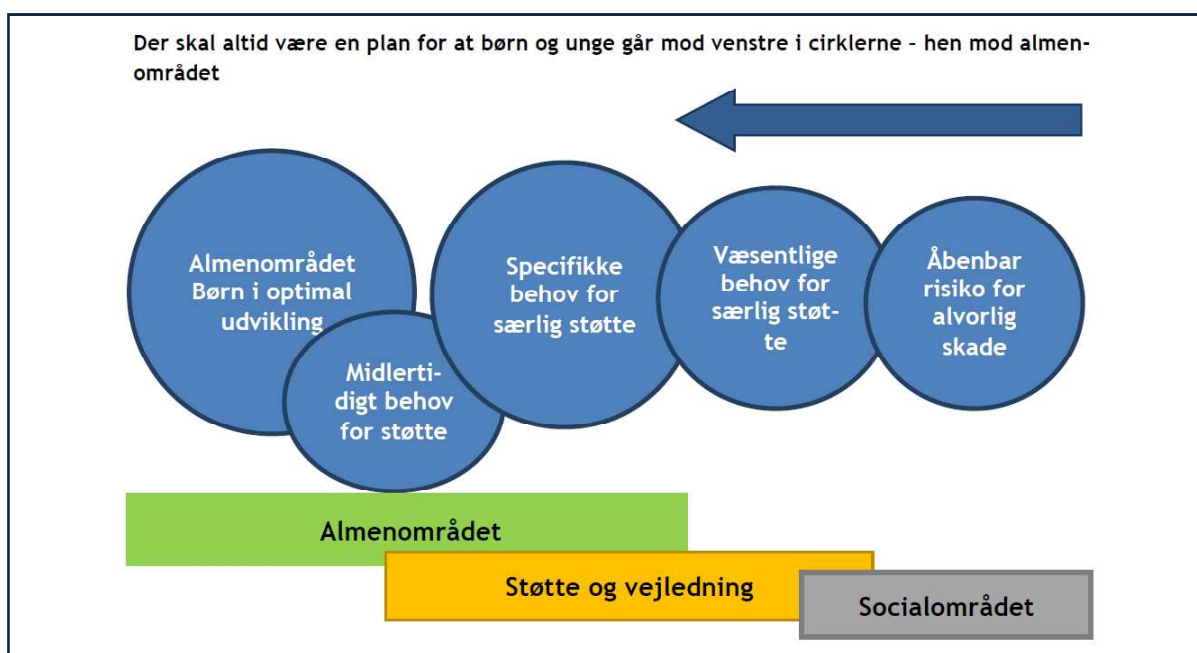 Der skal altid være en plan for at børn og unge går mod venstre i cirklerne – hen mod almen-
området
Almenområdet
Børn i optimal
udvikling
Midlerti-
digt behov
for støtte
Specifikke
behov for
særlig støtte
Væsentlige
behov for
særlig støt-
te
Åbenbar
risiko for
alvorlig
skade
Almenområdet
Støtte og vejledning
Socialområdet